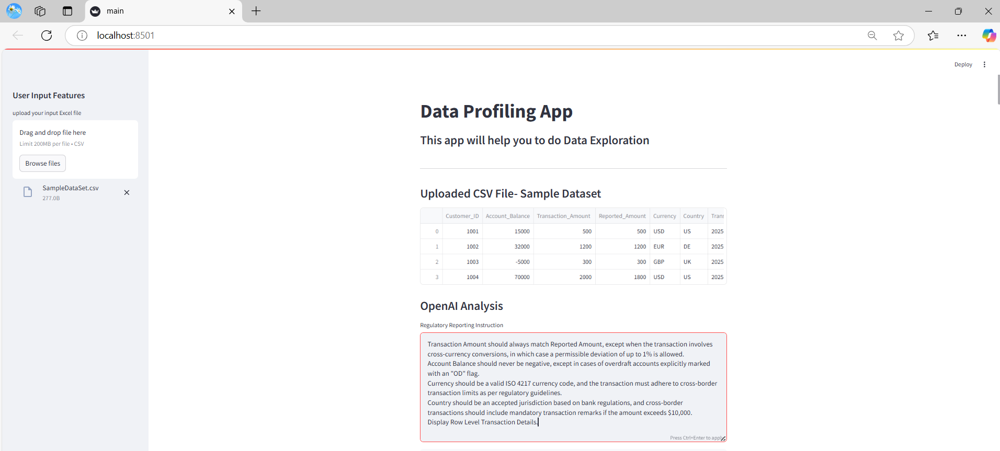 main
localhost:8501
Deploy
User Input Features
upload your input Excel file
Drag and drop file here
Limit 200MB per file • CSV
Browse files
SampleDataSet.csv
277.0B
Data Profiling App
This app will help you to do Data Exploration
Uploaded CSV File- Sample Dataset
Customer_ID Account_Balance Transaction_Amount Reported_Amount Currency Country Trans
0 1001 15000 500 500 USD US 2025
1 1002 32000 1200 1200 EUR DE 2025
2 1003 -5000 300 300 GBP UK 2025
3 1004 70000 2000 1800 USD US 2025
OpenAI Analysis
Regulatory Reporting Instruction
Transaction Amount should always match Reported Amount, except when the transaction involves
cross-currency conversions, in which case a permissible deviation of up to 1% is allowed.
Account Balance should never be negative, except in cases of overdraft accounts explicitly marked
with an "OD" flag.
Currency should be a valid ISO 4217 currency code, and the transaction must adhere to cross-border
transaction limits as per regulatory guidelines.
Country should be an accepted jurisdiction based on bank regulations, and cross-border
transactions should include mandatory transaction remarks if the amount exceeds $10,000.
Display Row Level Transaction Details.
Press Ctrl+Enter to apply